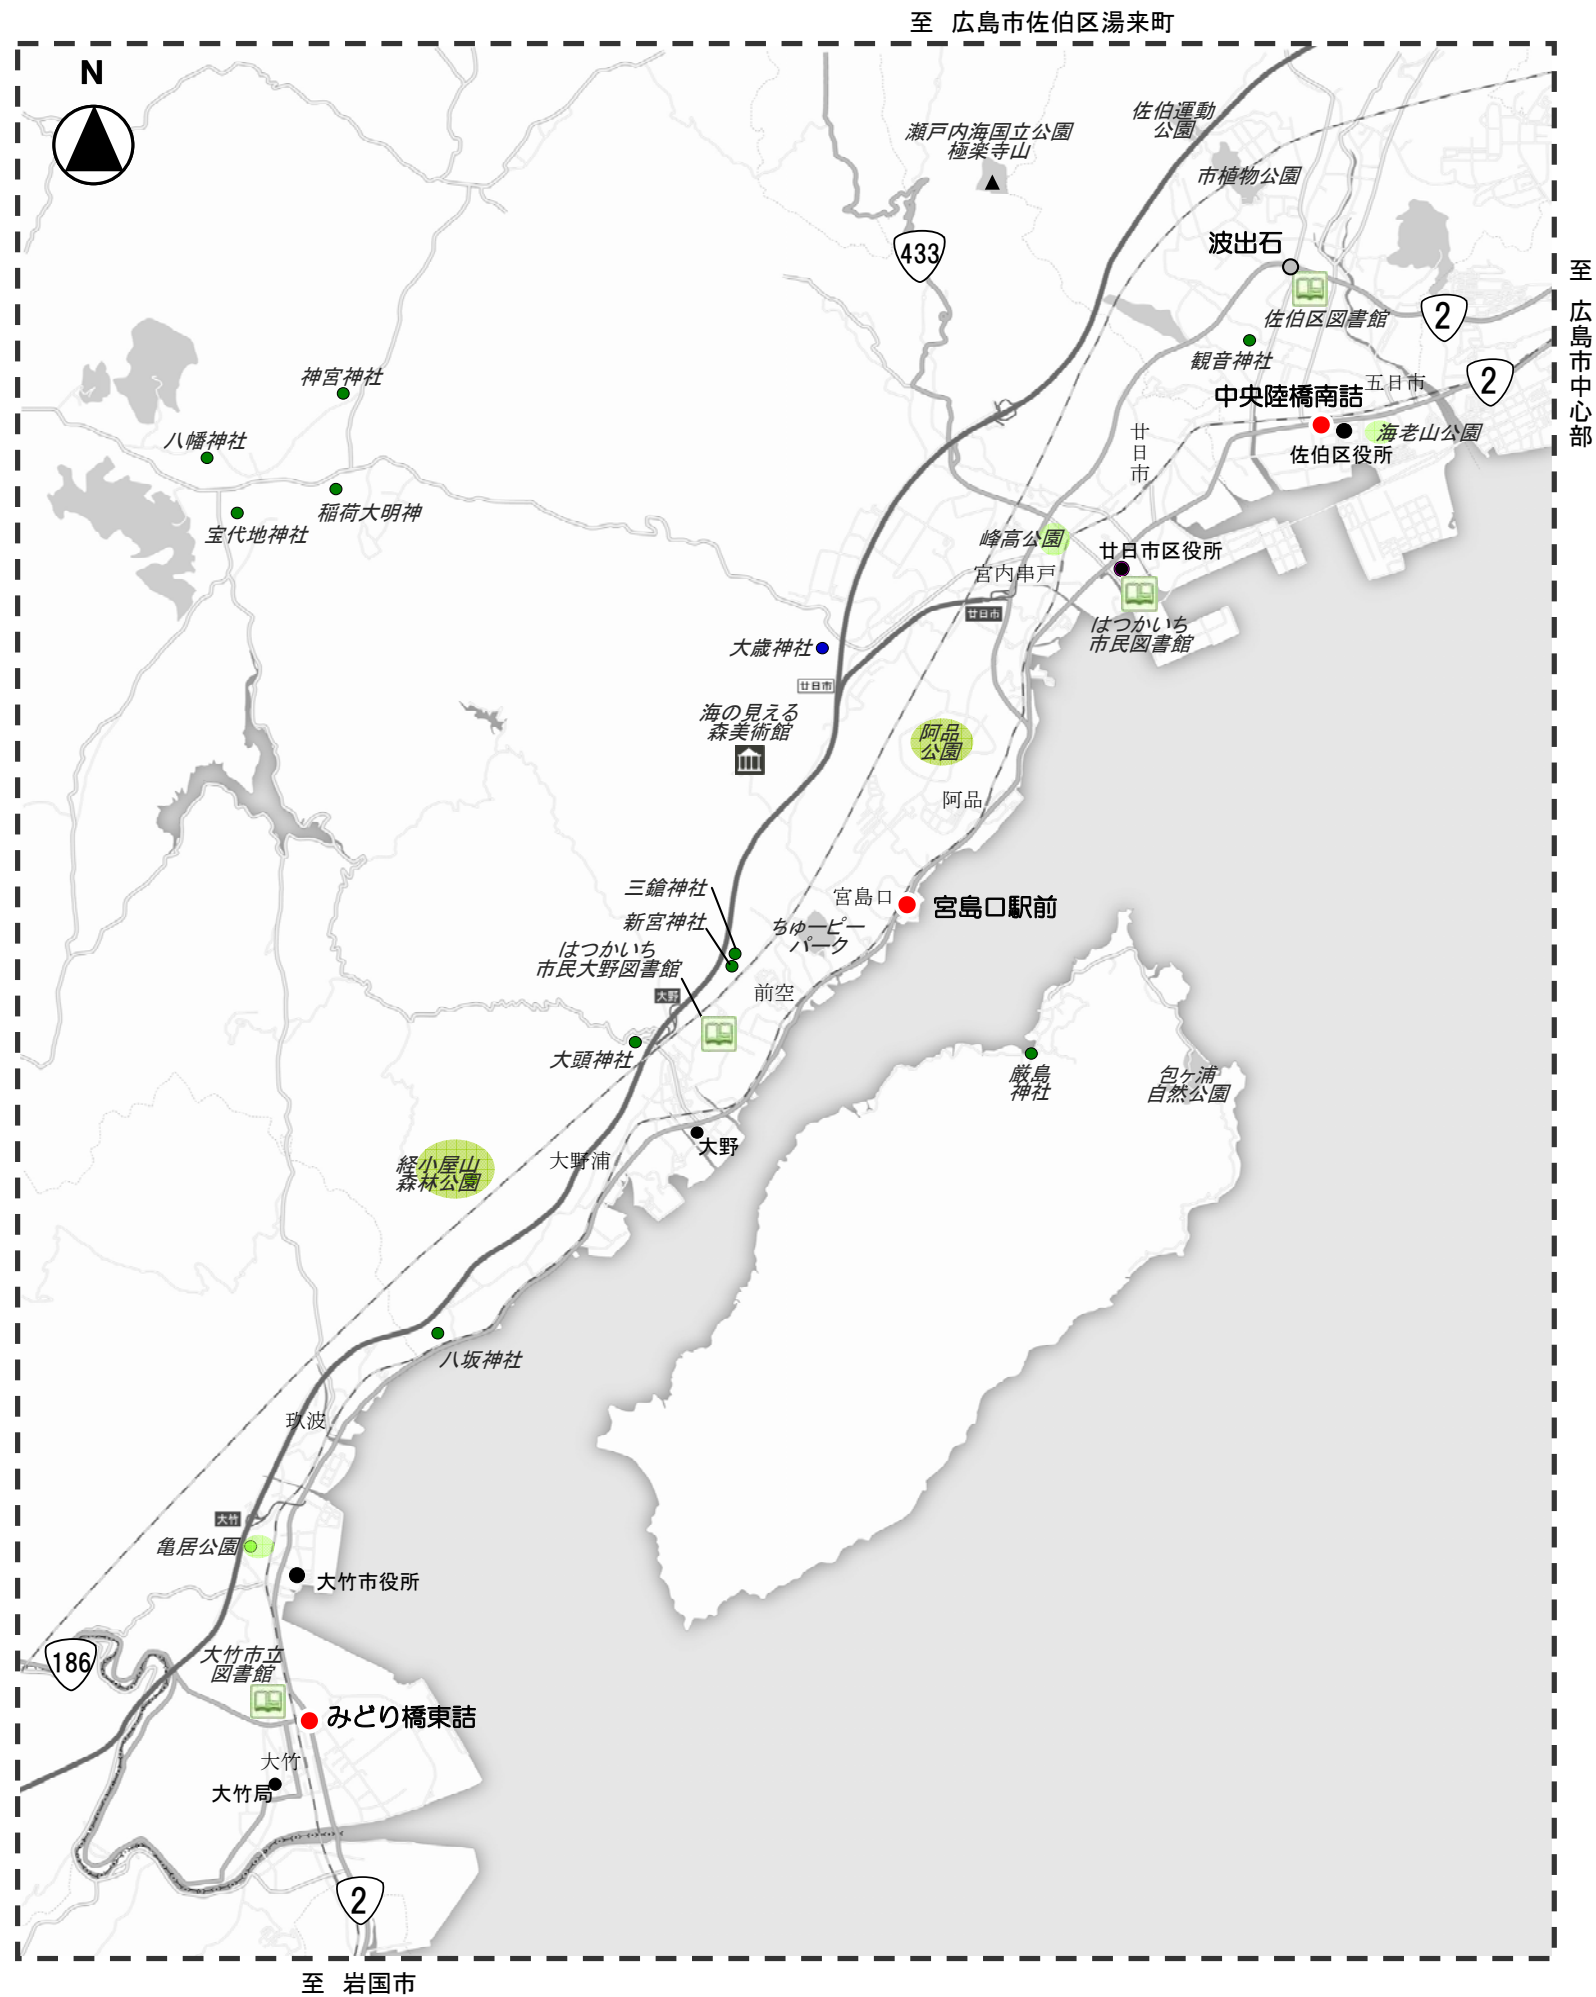 至 広島市佐伯区湯来町
N
佐伯運動
公園
瀬戸内海国立公園
極楽寺山
市植物公園
433
波出石
至 広島市中心部
佐伯区図書館
2
観音神社
五日市
2
中央陸橋南詰
海老山公園
佐伯区役所
神宮神社
八幡神社
稲荷大明神
宝代地神社
廿日市
峰高公園
廿日市区役所
宮内串戸
廿日市
はつかいち
市民図書館
大歳神社
廿日市
海の見える
森美術館
阿品
公園
阿品
三鎗神社
宮島口
宮島口駅前
新宮神社
ちゅーピー
パーク
はつかいち
市民大野図書館
大野
前空
大頭神社
厳島
神社
包ヶ浦
自然公園
大野
大野浦
経小屋山
森林公園
八坂神社
玖波
大竹
亀居公園
大竹市役所
186
大竹市立
図書館
みどり橋東詰
大竹
大竹局
2
至 岩国市